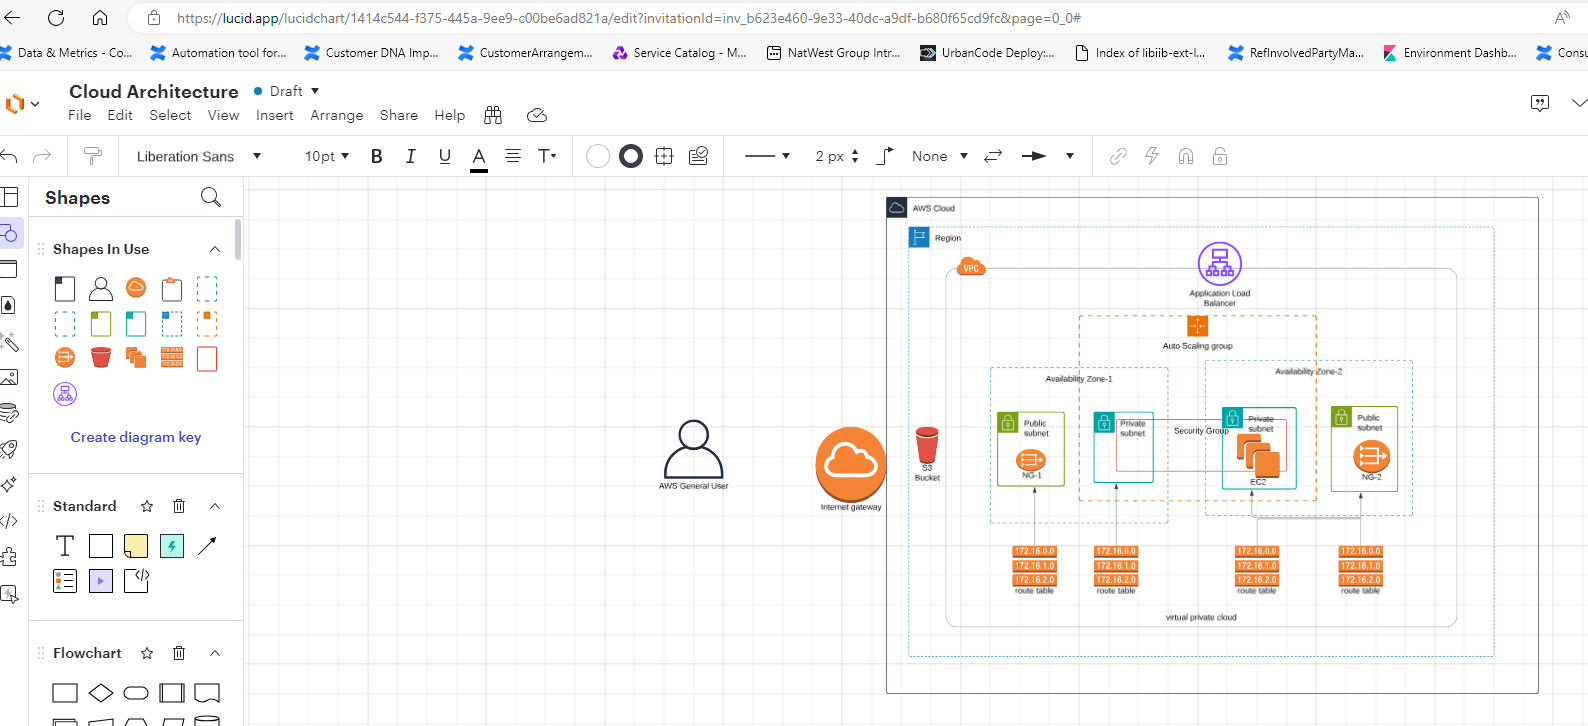 https://lucid.app/lucidchart/1414c544-f375-445a-9ee9-c00be6ad821a/edit?invitationId=inv_b623e460-9e33-40dc-a9df-b680f65cd9fc&page=0_0#
Data & Metrics - Co...
Automation tool for...
Customer DNA Imp...
CustomerArrangem...
Service Catalog - M...
NatWest Group Intr...
UrbanCode Deploy:...
Index of libiib-ext-l...
RefInvolvedPartyMa...
Environment Dashb...
Consu
Cloud Architecture
Draft
File Edit Select View Insert Arrange Share Help
Liberation Sans 10pt B I U A T 2 px None
Shapes
Shapes In Use
Create diagram key
Standard
T
Flowchart
AWS Cloud
Region
VPC
Application Load
Balancer
Auto Scaling group
Availability Zone-1
Availability Zone-2
Public
subnet
NG-1
Private
subnet
Security Group
Private
subnet
EC2
Public
subnet
NG-2
AWS General User
Internet gateway
S3
Bucket
172.16.0.0
172.16.1.0
172.16.2.0
route table
172.16.0.0
172.16.1.0
172.16.2.0
route table
172.16.0.0
172.16.1.0
172.16.2.0
route table
172.16.0.0
172.16.1.0
172.16.2.0
route table
virtual private cloud